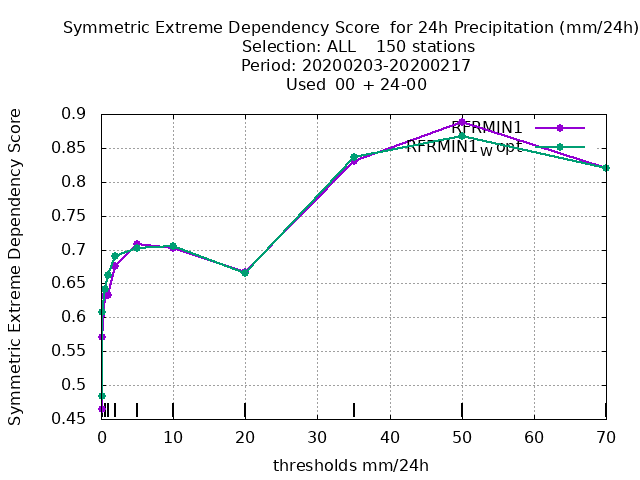 Symmetric Extreme Dependency Score  for 24h Precipitation (mm/24h)
Selection: ALL    150 stations
Period: 20200203-20200217
Used  00  + 24-00
Symmetric Extreme Dependency Score
0.9
0.85
0.8
0.75
0.7
0.65
0.6
0.55
0.5
0.45
RFRMIN1
RFRMIN1W opt
0 10 20 30 40 50 60 70
thresholds mm/24h